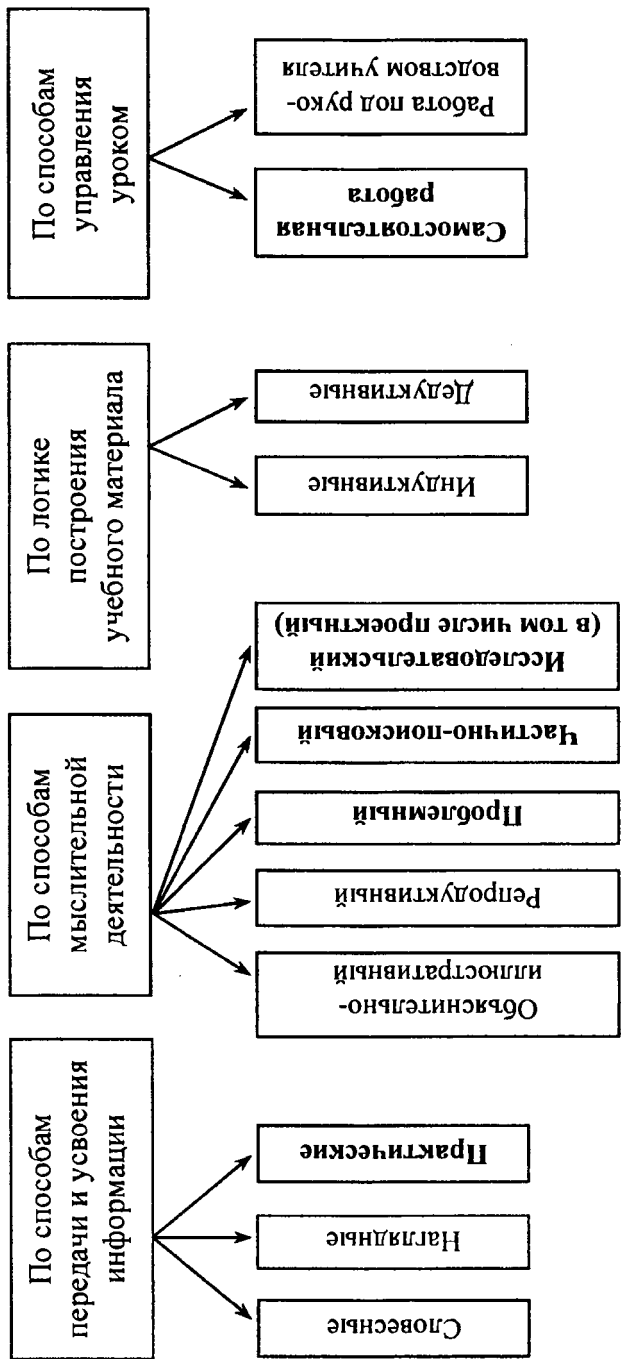 По способам
передачи и усвоения
информации
Словесные
Наглядные
Практические
По способам
мыслительной
деятельности
Объяснительно-
иллюстративный
Репродуктивный
Проблемный
Частично-поисковый
Исследовательский
(в том числе проектный)
По логике
построения
учебного материала
Индуктивные
Дедуктивные
По способам
управления
уроком
Самостоятельная
работа
Работа под руко-
водством учителя